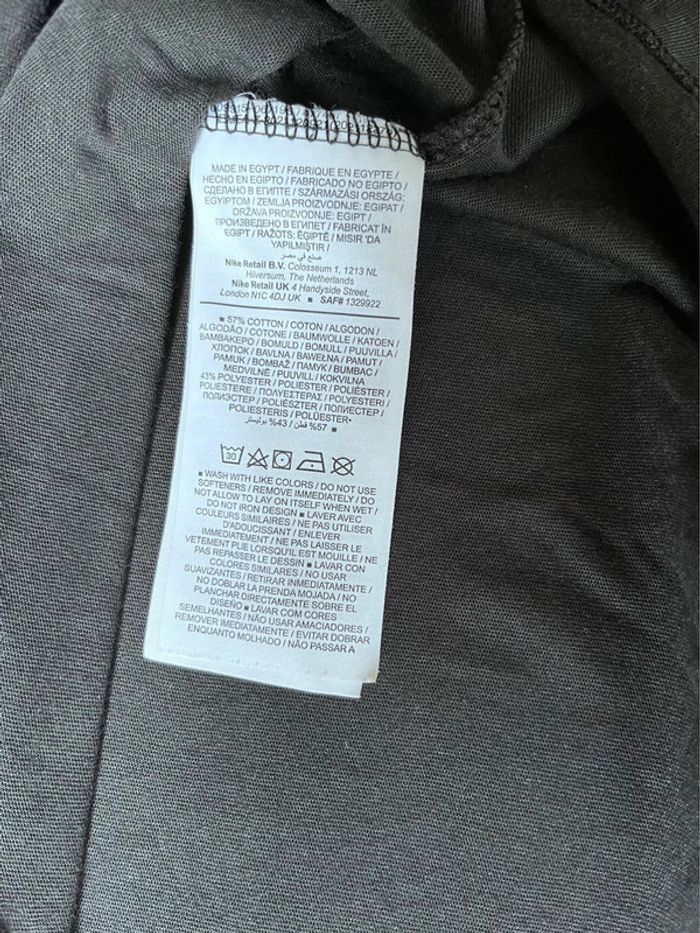 MADE IN EGYPT / FABRIQUE EN EGYPTE /
HECHO EN EGIPTO / FABRICADO NO EGIPTO /
СДЕЛАНО В ЕГИПТЕ / SZÁRMAZÁSI ORSZÁG:
EGYIPTOM / ZEMLJA PROIZVODNJE: EGIPAT /
DRŽAVA PROIZVODNJE: EGIPT /
ПРОИЗВЕДЕНО В ЕГИПЕТ / FABRICAT ÎN
EGIPT / RAŽOTS: ĒĢIPTĒ / MISIR 'DA
YAPILMIŞTIR /
صنع في مصر
Nike Retail B.V. Colosseum 1, 1213 NL
Hilversum, The Netherlands
Nike Retail UK 4 Handyside Street,
London N1C 4DJ UK ■ SAF# 1329922
■ 57% COTTON / COTON / ALGODON /
ALGODÃO / COTONE / BAUMWOLLE / KATOEN /
ΒΑΜΒΑΚΕΡΟ / BOMULD / BOMULL / PUUVILLA /
ХЛОПОК / BAVLNA / BAWEŁNA / PAMUT /
PAMUK / BOMBAŽ / ПАМУК / BUMBAC /
MEDVILNĖ / PUUVILL / KOKVILNA
43% POLYESTER / POLIESTER / POLIÉSTER /
POLIESTERE / ΠΟΛΥΕΣΤΕΡΑΣ / POLYESTERI /
ПОЛИЭСТЕР / POLIÉSZTER / ПОЛИЕСТЕР /
POLIESTERIS / POLÜESTER*
57% قطن / 43% بوليستر
30
■ WASH WITH LIKE COLORS / DO NOT USE
SOFTENERS / REMOVE IMMEDIATELY / DO
NOT ALLOW TO LAY ON ITSELF WHEN WET /
DO NOT IRON DESIGN ■ LAVER AVEC
COULEURS SIMILAIRES / NE PAS UTILISER
D'ADOUCISSANT / ENLEVER
IMMEDIATEMENT / NE PAS LAISSER LE
VETEMENT PLIE LORSQU'IL EST MOUILLE / NE
PAS REPASSER LE DESSIN ■ LAVAR CON
COLORES SIMILARES / NO USAR
SUAVIZANTES / RETIRAR INMEDIATAMENTE /
NO DOBLAR LA PRENDA MOJADA / NO
PLANCHAR DIRECTAMENTE SOBRE EL
DISEÑO ■ LAVAR COM CORES
SEMELHANTES / NÃO USAR AMACIADORES /
REMOVER IMEDIATAMENTE / EVITAR DOBRAR
ENQUANTO MOLHADO / NÃO PASSAR A